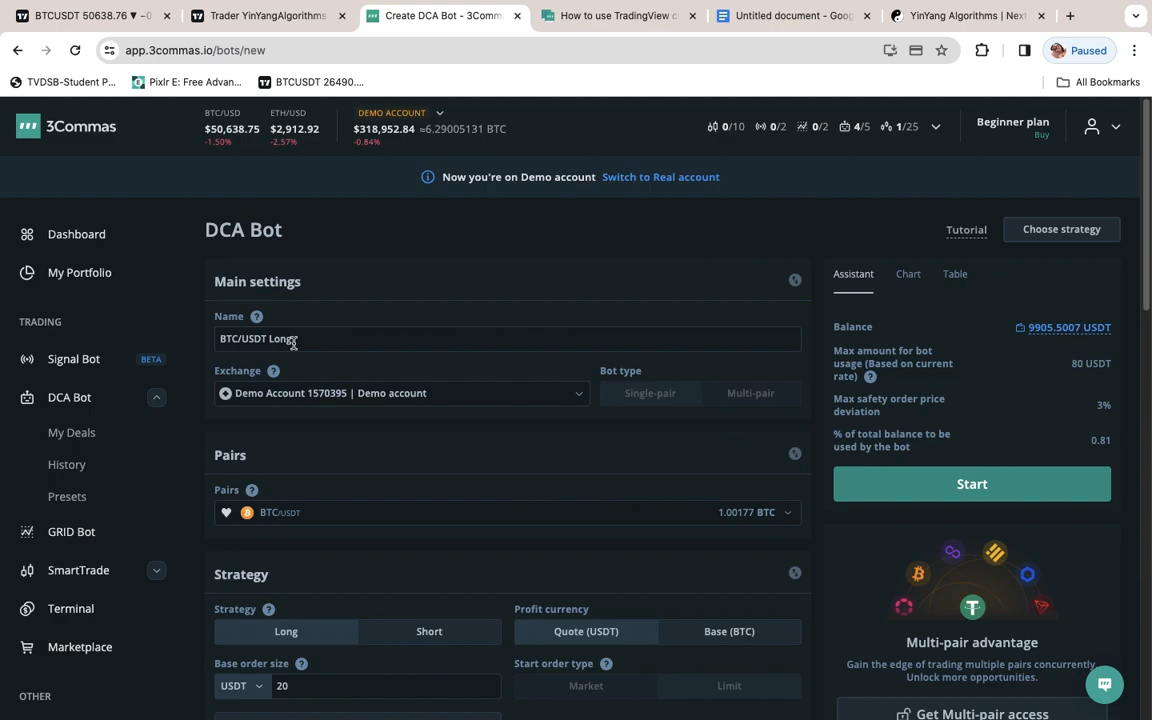 BTCUSDT 50638.76 ▼ −0
Trader YinYangAlgorithms
Create DCA Bot - 3Comm
How to use TradingView c
Untitled document - Goog
YinYang Algorithms | Next
app.3commas.io/bots/new
Paused
TVDSB-Student P...
Pixlr E: Free Advan...
BTCUSDT 26490....
All Bookmarks
3Commas
BTC/USD
$50,638.75
-1.50%
ETH/USD
$2,912.92
-2.57%
DEMO ACCOUNT
$318,952.84 ≈6.29005131 BTC
-0.84%
0/10
0/2
0/2
4/5
1/25
Beginner plan
Buy
Now you're on Demo account Switch to Real account
Dashboard
My Portfolio
TRADING
Signal Bot BETA
DCA Bot
My Deals
History
Presets
GRID Bot
SmartTrade
Terminal
Marketplace
OTHER
DCA Bot
Tutorial
Choose strategy
Main settings
Name ?
BTC/USDT Long
Exchange ?
Bot type
Demo Account 1570395 | Demo account
Single-pair
Multi-pair
Pairs
Pairs ?
BTC/USDT
1.00177 BTC
Strategy
Strategy ?
Profit currency
Long
Short
Quote (USDT)
Base (BTC)
Base order size ?
Start order type ?
USDT
20
Market
Limit
Assistant
Chart
Table
Balance
9905.5007 USDT
Max amount for bot
usage (Based on current
rate) ?
80 USDT
Max safety order price
deviation
3%
% of total balance to be
used by the bot
0.81
Start
Multi-pair advantage
Gain the edge of trading multiple pairs concurrently.
Unlock more opportunities.
Get Multi-pair access